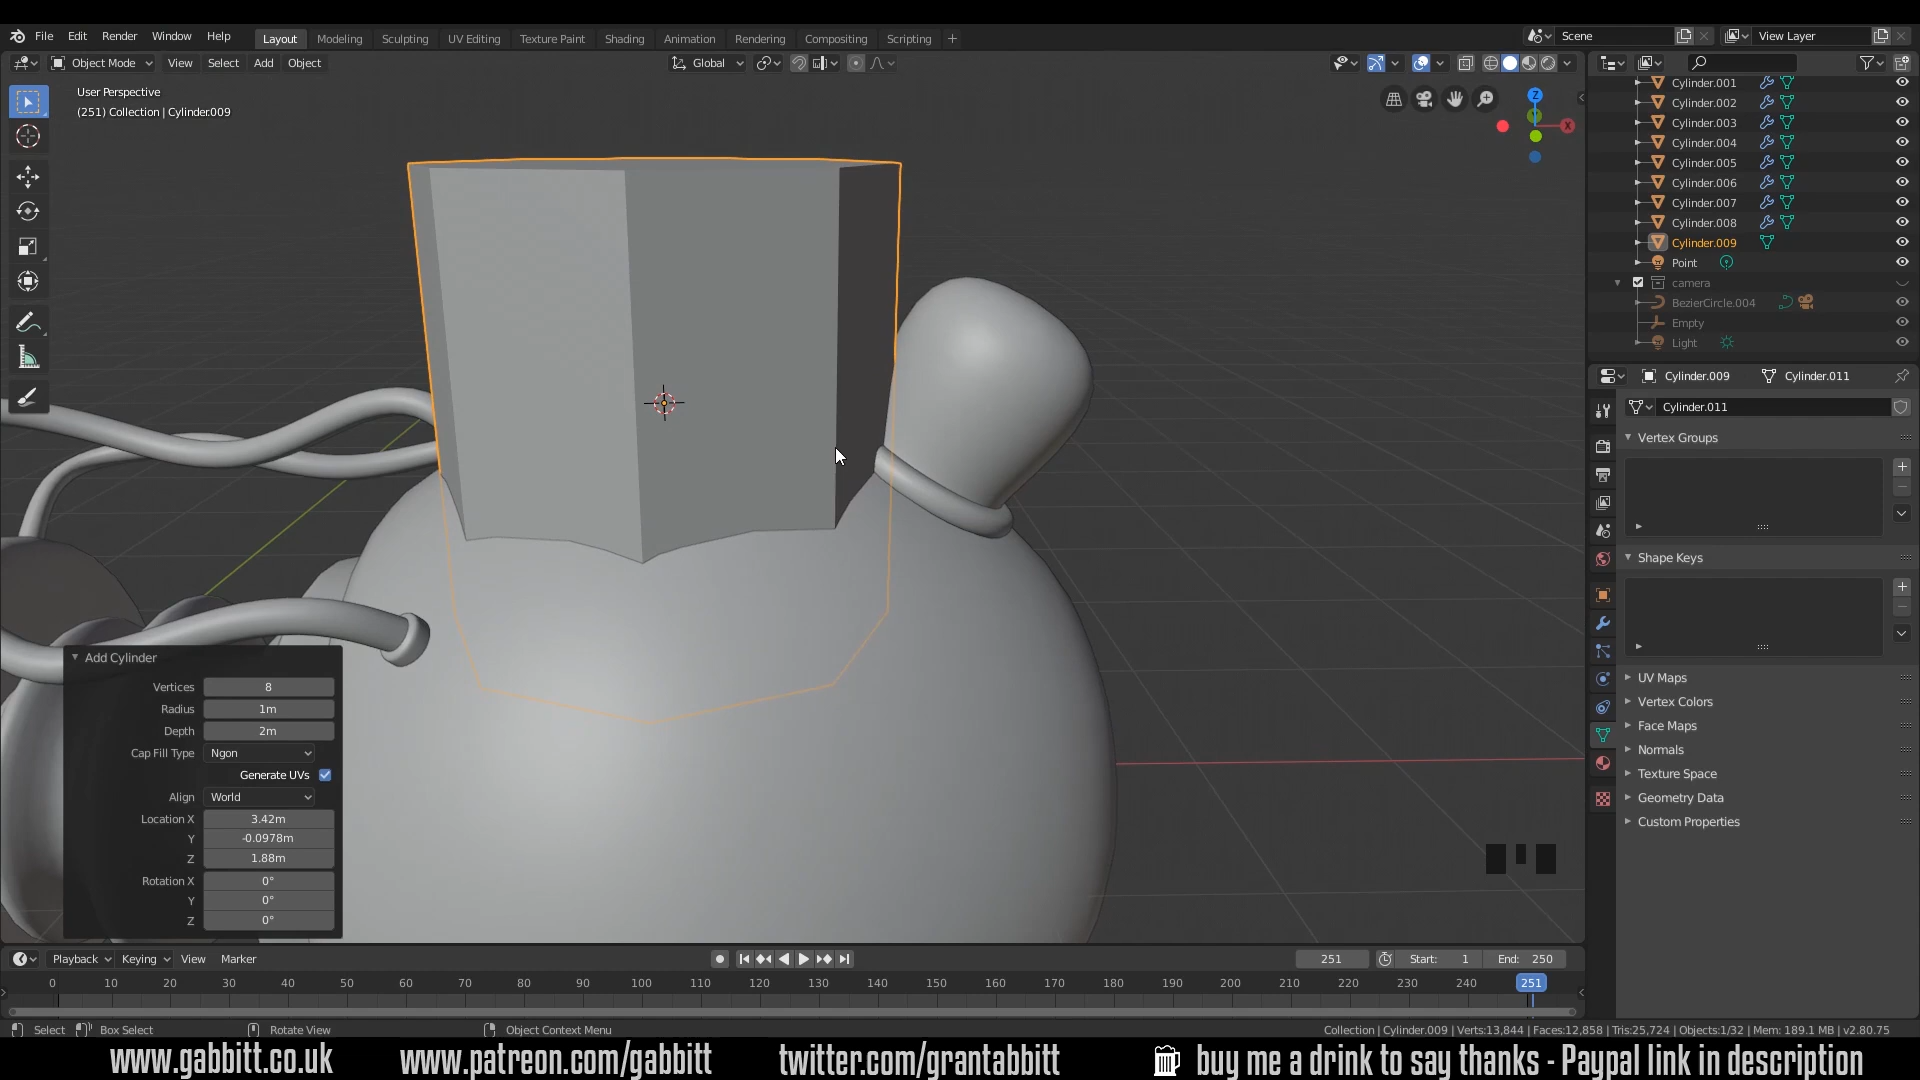 File Edit Render Window Help Layout Modeling Sculpting UV Editing Texture Paint Shading Animation Rendering Compositing Scripting + Scene View Layer
Object Mode View Select Add Object Global
User Perspective
(251) Collection | Cylinder.009
Z
X
Cylinder.001
Cylinder.002
Cylinder.003
Cylinder.004
Cylinder.005
Cylinder.006
Cylinder.007
Cylinder.008
Cylinder.009
Point
camera
BezierCircle.004
Empty
Light
Cylinder.009 Cylinder.011
Cylinder.011
Vertex Groups
Shape Keys
UV Maps
Vertex Colors
Face Maps
Normals
Texture Space
Geometry Data
Custom Properties
Add Cylinder
Vertices 8
Radius 1m
Depth 2m
Cap Fill Type Ngon
Generate UVs
Align World
Location X 3.42m
Y -0.0978m
Z 1.88m
Rotation X 0°
Y 0°
Z 0°
Playback Keying View Marker 251 Start: 1 End: 250
0 10 20 30 40 50 60 70 80 90 100 110 120 130 140 150 160 170 180 190 200 210 220 230 240 251
Select Box Select Rotate View Object Context Menu Collection | Cylinder.009 | Verts:13,844 | Faces:12,858 | Tris:25,724 | Objects:1/32 | Mem: 189.1 MB | v2.80.75
www.gabbitt.co.uk www.patreon.com/gabbitt twitter.com/grantabbitt buy me a drink to say thanks - Paypal link in description